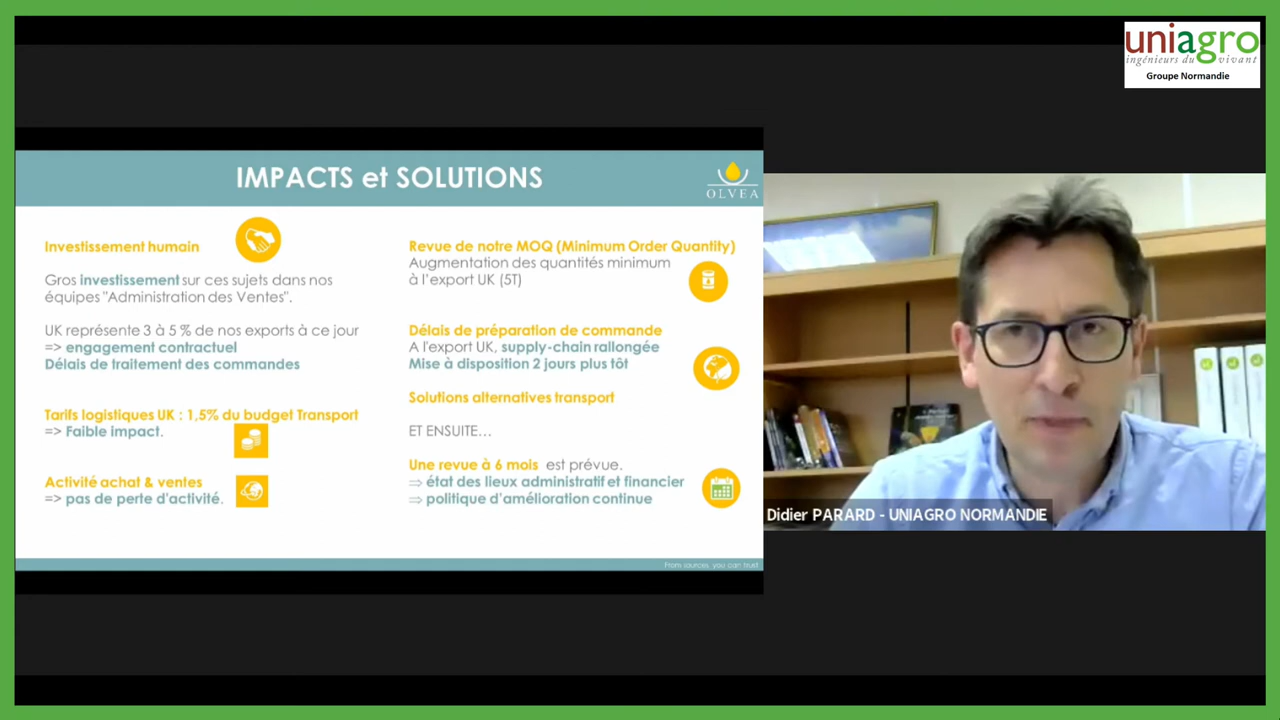 uniagro
ingénieurs du vivant
Groupe Normandie
IMPACTS et SOLUTIONS
OLVEA
Investissement humain
Gros investissement sur ces sujets dans nos
équipes "Administration des Ventes".
UK représente 3 à 5 % de nos exports à ce jour
=> engagement contractuel
Délais de traitement des commandes
Tarifs logistiques UK : 1,5% du budget Transport
=> Faible impact.
Activité achat & ventes
=> pas de perte d'activité.
Revue de notre MOQ (Minimum Order Quantity)
Augmentation des quantités minimum
à l'export UK (5T)
Délais de préparation de commande
A l'export UK, supply-chain rallongée
Mise à disposition 2 jours plus tôt
Solutions alternatives transport
ET ENSUITE…
Une revue à 6 mois est prévue.
⇒ état des lieux administratif et financier
⇒ politique d'amélioration continue
From sources, you can trust
Didier PARARD - UNIAGRO NORMANDIE